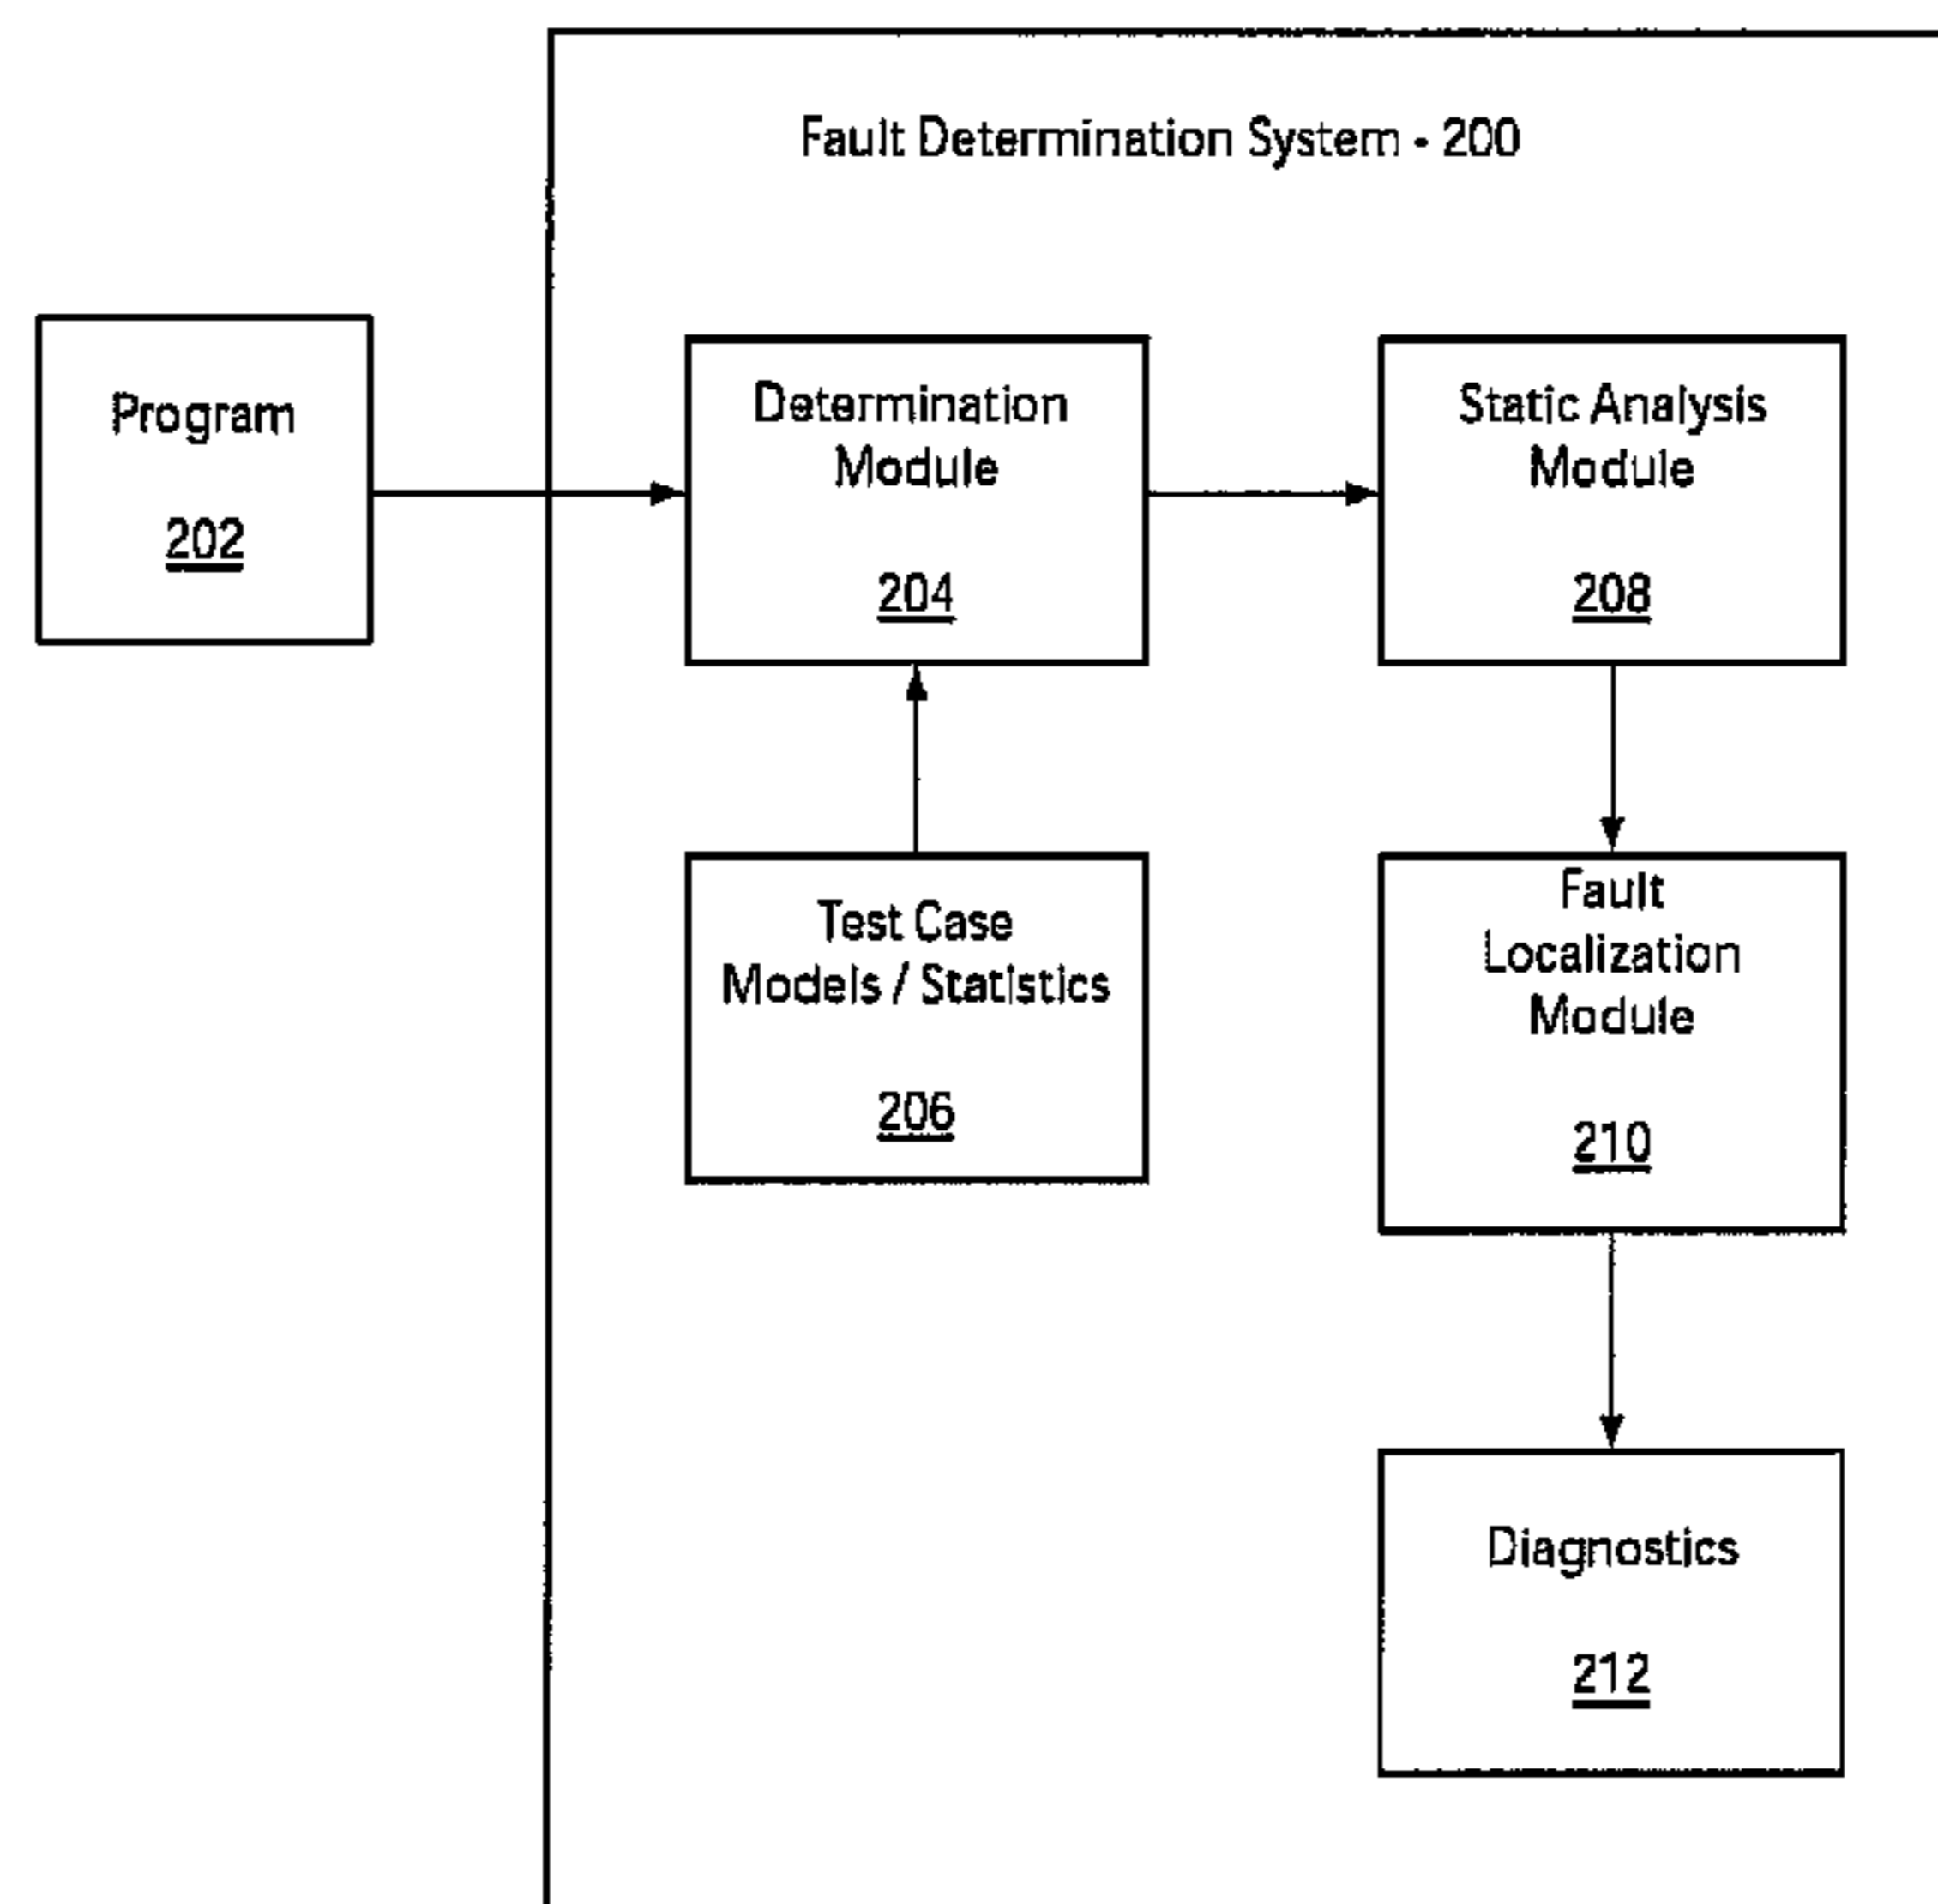 Fault Determination System - 200
Program
202
Determination
Module
204
Static Analysis
Module
208
Test Case
Models / Statistics
206
Fault
Localization
Module
210
Diagnostics
212